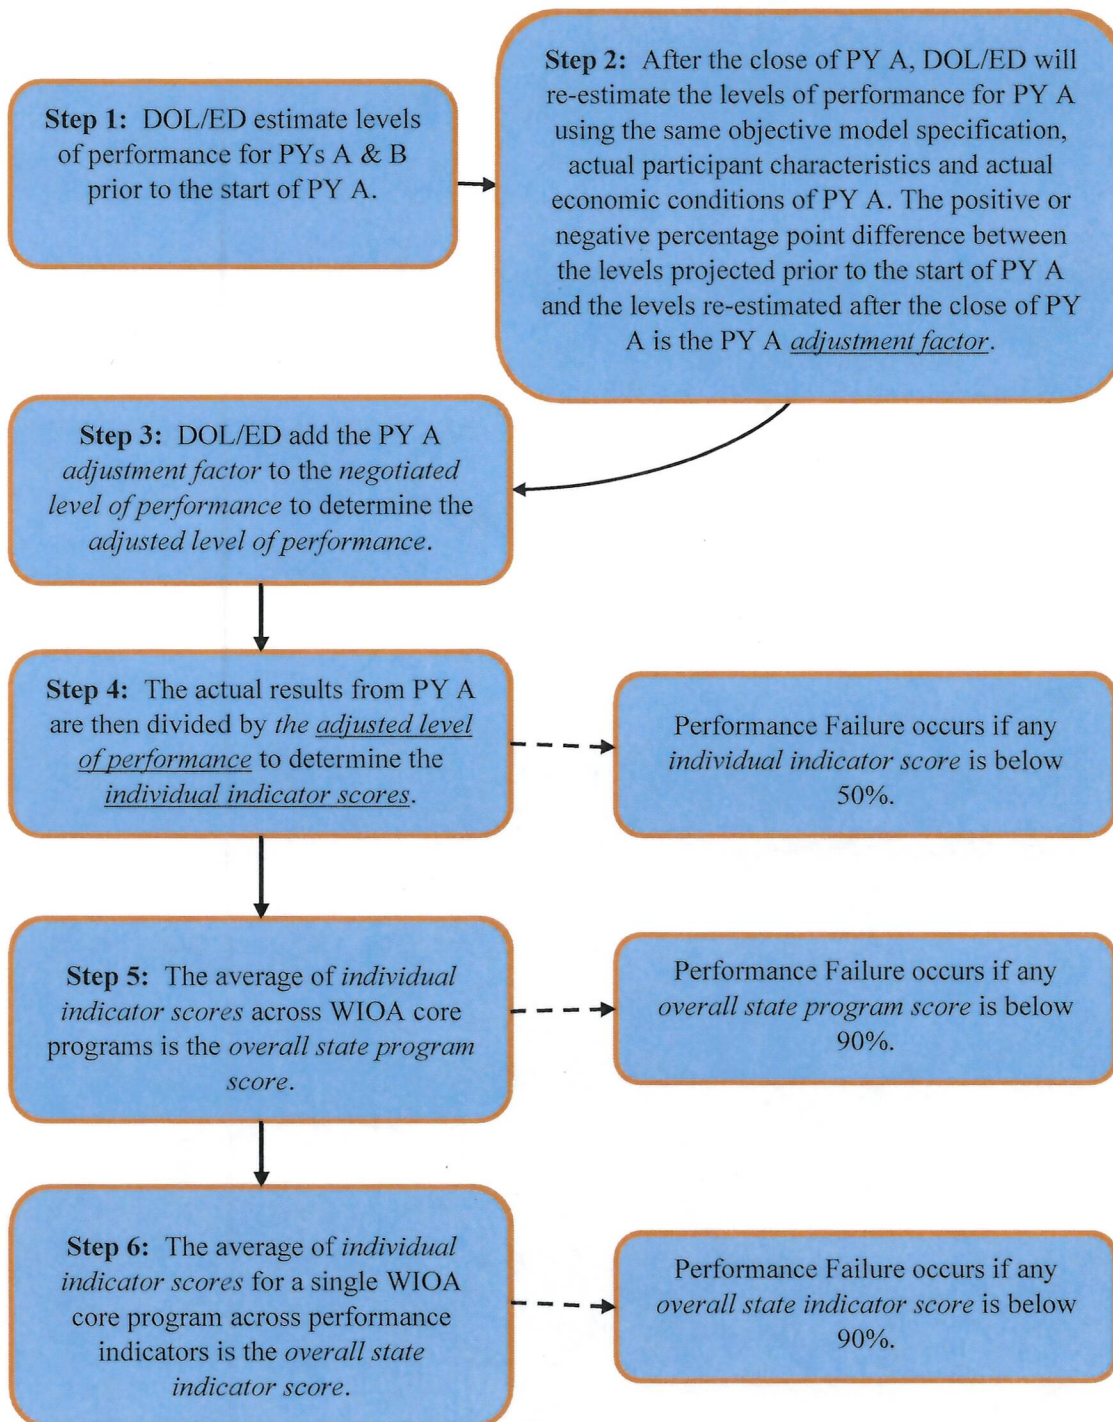 Step 1: DOL/ED estimate levels
of performance for PYs A & B
prior to the start of PY A.
Step 2: After the close of PY A, DOL/ED will
re-estimate the levels of performance for PY A
using the same objective model specification,
actual participant characteristics and actual
economic conditions of PY A. The positive or
negative percentage point difference between
the levels projected prior to the start of PY A
and the levels re-estimated after the close of PY
A is the PY A adjustment factor.
Step 3: DOL/ED add the PY A
adjustment factor to the negotiated
level of performance to determine the
adjusted level of performance.
Step 4: The actual results from PY A
are then divided by the adjusted level
of performance to determine the
individual indicator scores.
Performance Failure occurs if any
individual indicator score is below
50%.
Step 5: The average of individual
indicator scores across WIOA core
programs is the overall state program
score.
Performance Failure occurs if any
overall state program score is below
90%.
Step 6: The average of individual
indicator scores for a single WIOA
core program across performance
indicators is the overall state
indicator score.
Performance Failure occurs if any
overall state indicator score is below
90%.